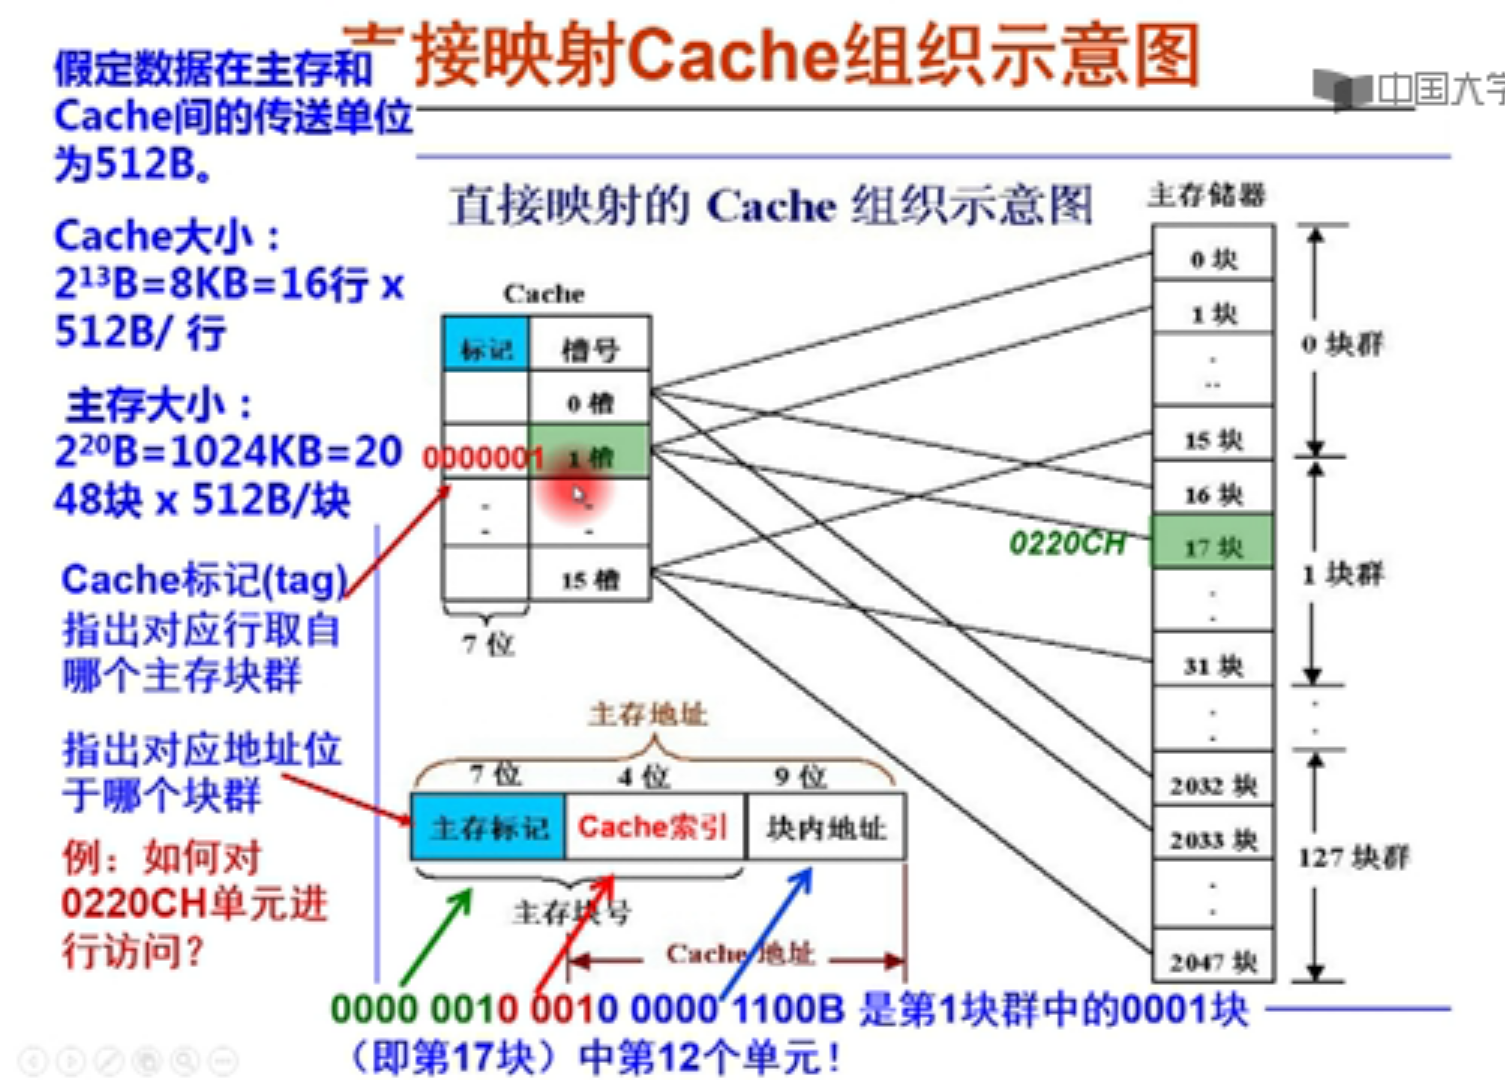 直接映射Cache组织示意图
中国大学
假定数据在主存和
Cache间的传送单位
为512B。
Cache大小：
2¹³B=8KB=16行 x
512B/ 行
主存大小：
2²⁰B=1024KB=20
48块 x 512B/块
Cache标记(tag)
指出对应行取自
哪个主存块群
指出对应地址位
于哪个块群
例：如何对
0220CH单元进
行访问？
直接映射的 Cache 组织示意图
Cache
标记 槽号
0 槽
0000001 1 槽
15 槽
7 位
主存储器
0 块
1 块
15 块
16 块
0220CH 17 块
31 块
2032 块
2033 块
2047 块
0 块群
1 块群
127 块群
主存地址
7 位 4 位 9 位
主存标记 Cache索引 块内地址
主存块号
Cache 地址
0000 0010 0010 0000 1100B 是第1块群中的0001块
（即第17块）中第12个单元！